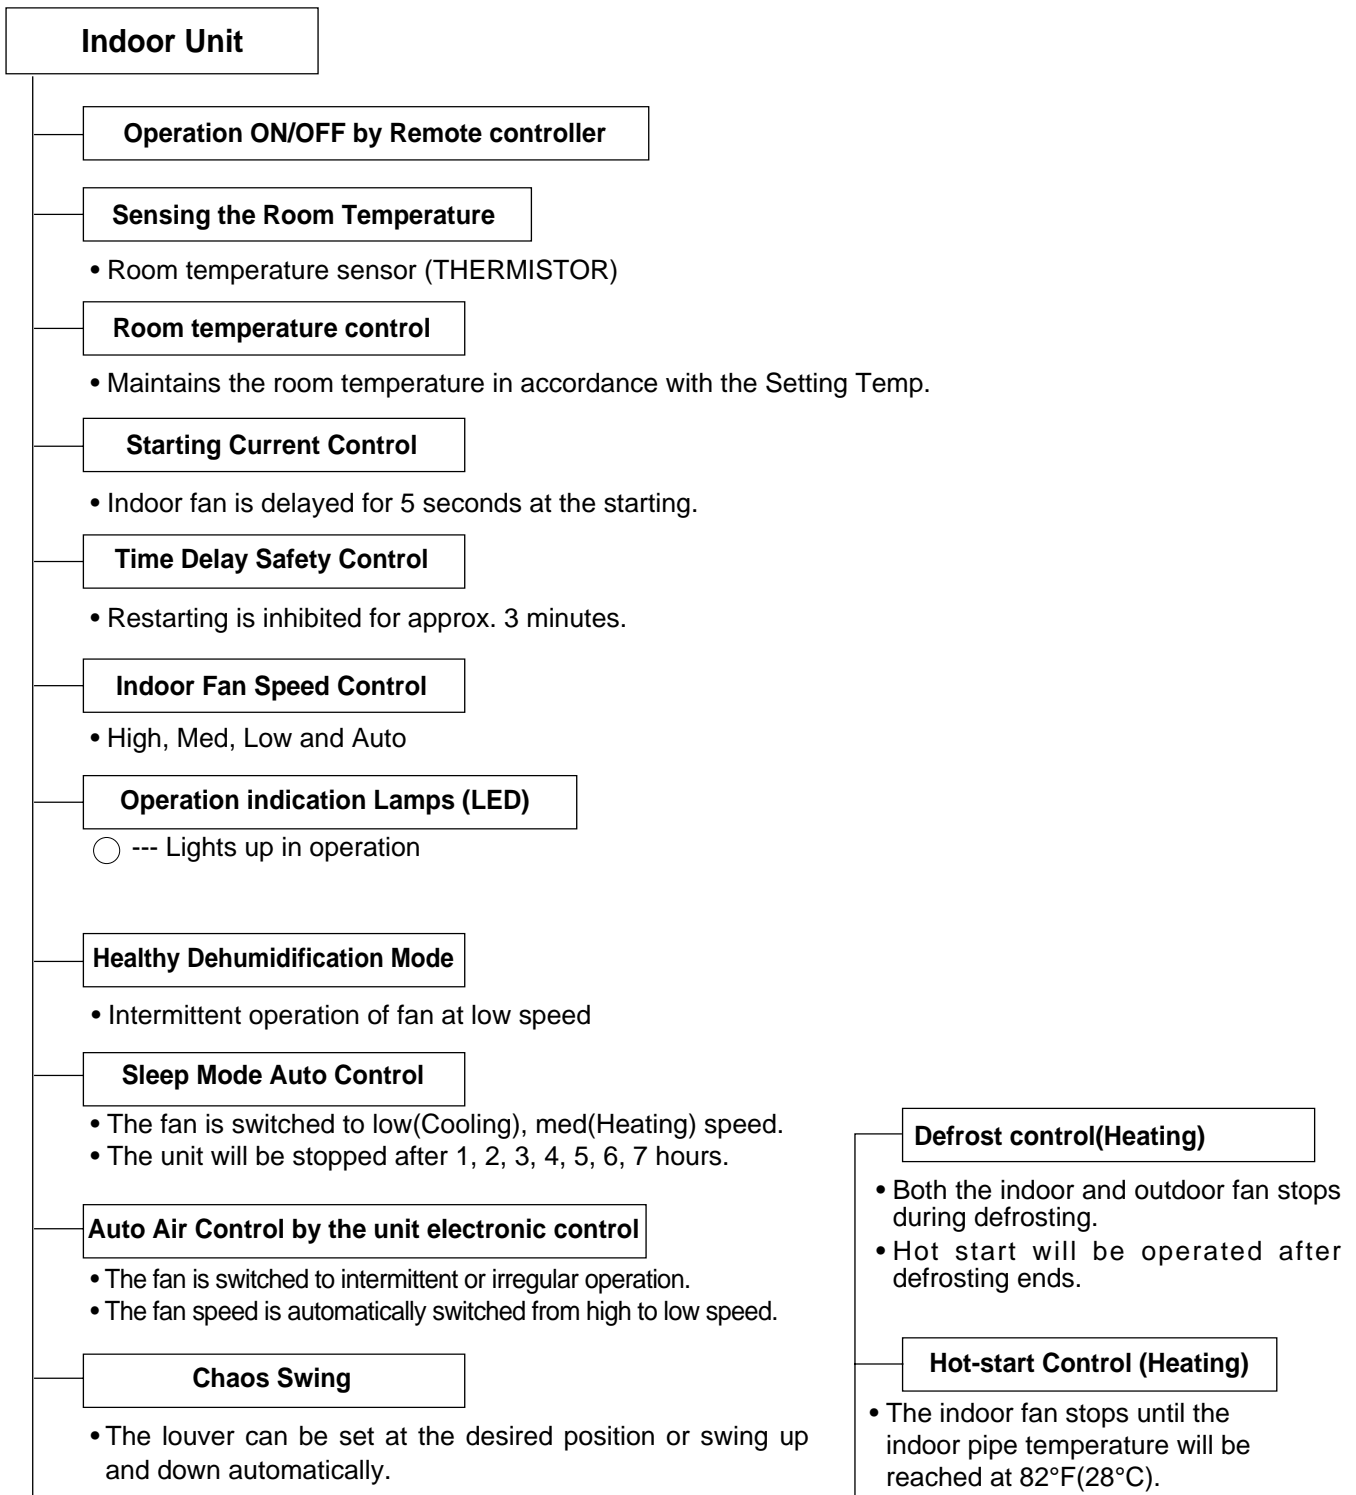 Indoor Unit
Operation ON/OFF by Remote controller
Sensing the Room Temperature
• Room temperature sensor (THERMISTOR)
Room temperature control
• Maintains the room temperature in accordance with the Setting Temp.
Starting Current Control
• Indoor fan is delayed for 5 seconds at the starting.
Time Delay Safety Control
• Restarting is inhibited for approx. 3 minutes.
Indoor Fan Speed Control
• High, Med, Low and Auto
Operation indication Lamps (LED)
--- Lights up in operation
Healthy Dehumidification Mode
• Intermittent operation of fan at low speed
Sleep Mode Auto Control
• The fan is switched to low(Cooling), med(Heating) speed.
• The unit will be stopped after 1, 2, 3, 4, 5, 6, 7 hours.
Auto Air Control by the unit electronic control
• The fan is switched to intermittent or irregular operation.
• The fan speed is automatically switched from high to low speed.
Chaos Swing
• The louver can be set at the desired position or swing up
and down automatically.
Defrost control(Heating)
• Both the indoor and outdoor fan stops
during defrosting.
• Hot start will be operated after
defrosting ends.
Hot-start Control (Heating)
• The indoor fan stops until the
indoor pipe temperature will be
reached at 82°F(28°C).